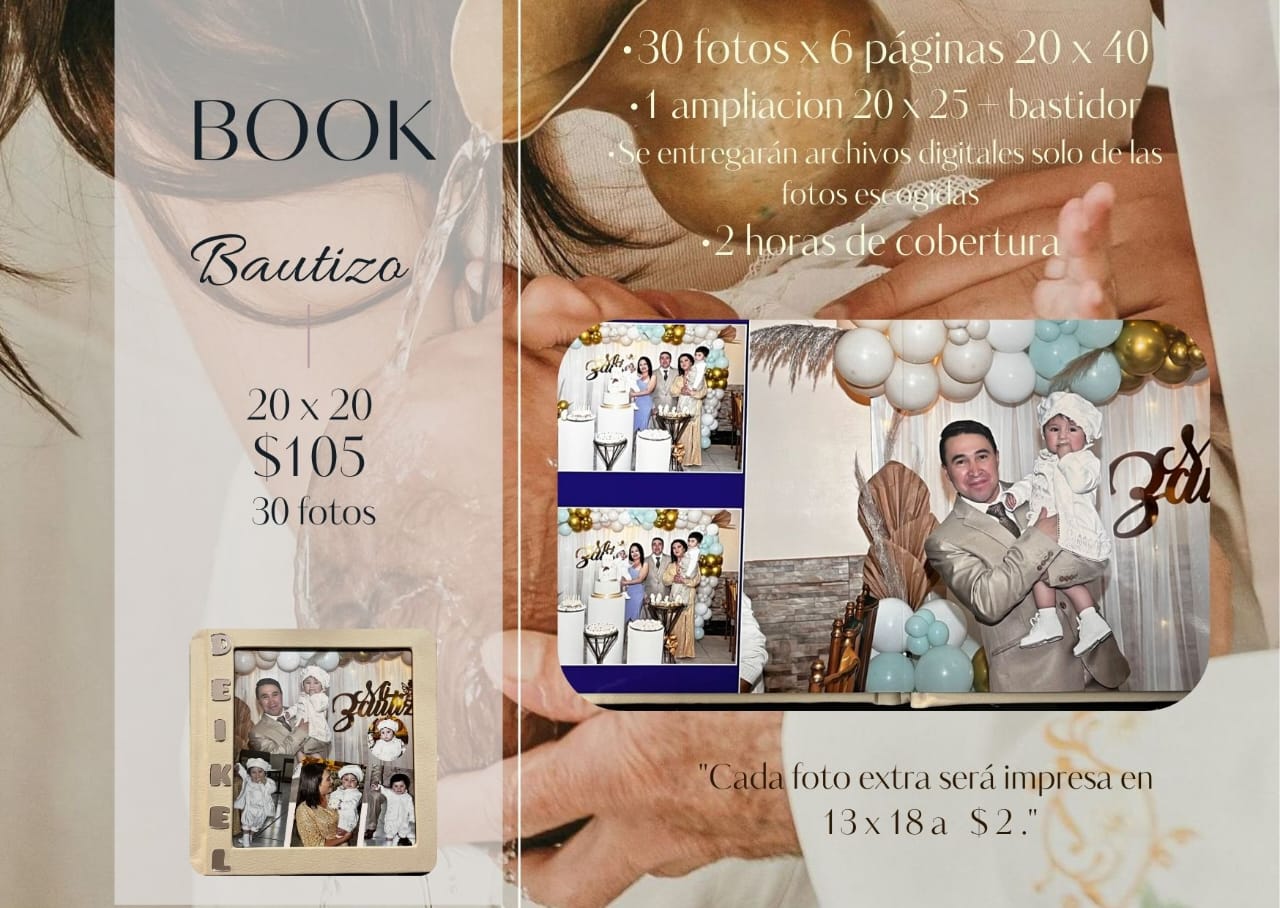 BOOK
Bautizo
20 x 20
$105
30 fotos
DEIKEL
•30 fotos x 6 páginas 20 x 40
•1 ampliacion 20 x 25 + bastidor
•Se entregarán archivos digitales solo de las
fotos escogidas
•2 horas de cobertura
"Cada foto extra será impresa en
13 x 18 a $ 2 ."
Mi